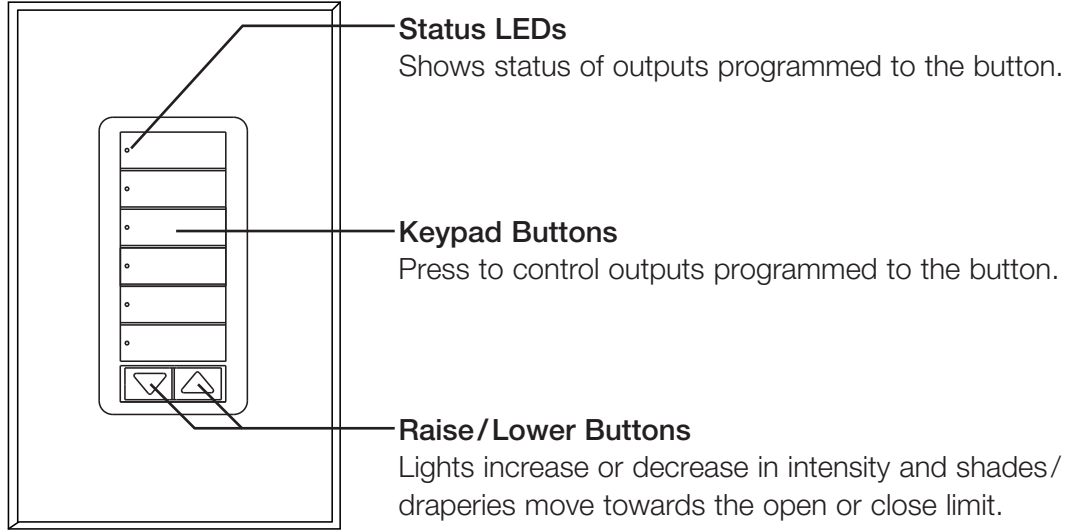 Status LEDs
Shows status of outputs programmed to the button.
Keypad Buttons
Press to control outputs programmed to the button.
Raise/Lower Buttons
Lights increase or decrease in intensity and shades/
draperies move towards the open or close limit.